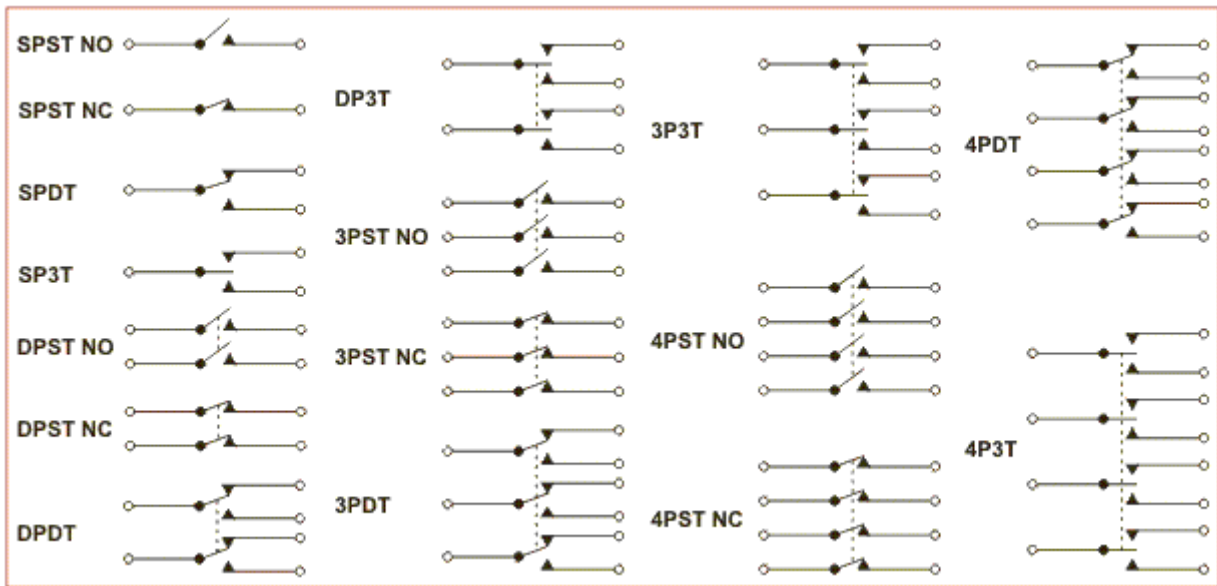 SPST NO
SPST NC
SPDT
SP3T
DPST NO
DPST NC
DPDT
DP3T
3PST NO
3PST NC
3PDT
3P3T
4PST NO
4PST NC
4PDT
4P3T